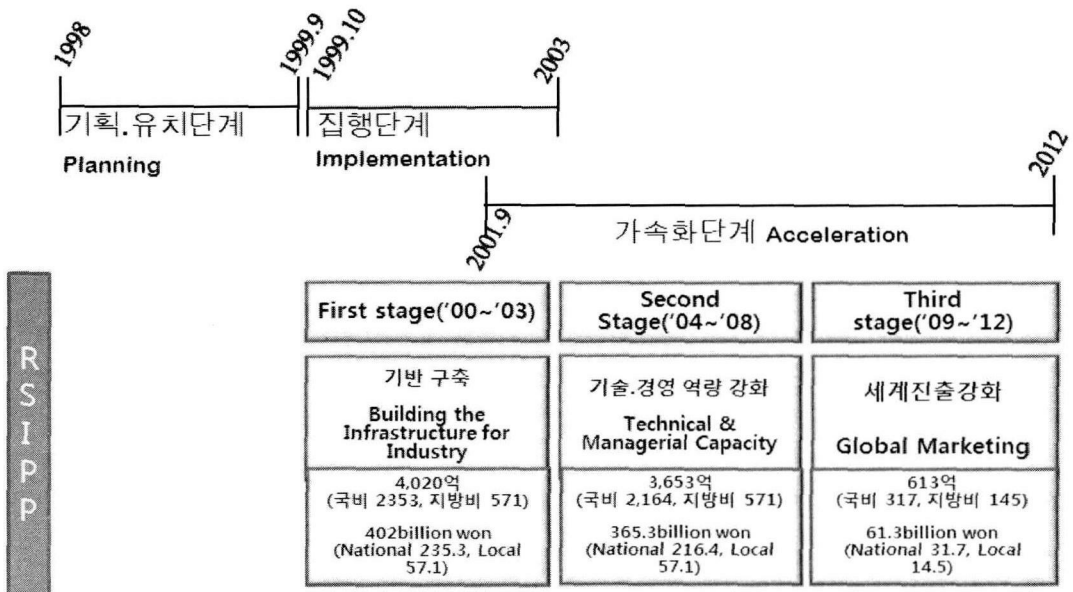 1998
1999.9
1999.10
2003
기획.유치단계
Planning
집행단계
Implementation
2012
2001.9
가속화단계 Acceleration
RSIPP
First stage('00~'03)
기반 구축
Building the
Infrastructure for
Industry
4,020억
(국비 2353, 지방비 571)
402billion won
(National 235.3, Local
57.1)
Second
Stage('04~'08)
기술.경영 역량 강화
Technical &
Managerial Capacity
3,653억
(국비 2,164, 지방비 571)
365.3billion won
(National 216.4, Local
57.1)
Third
stage('09~'12)
세계진출강화
Global Marketing
613억
(국비 317, 지방비 145)
61.3billion won
(National 31.7, Local
14.5)